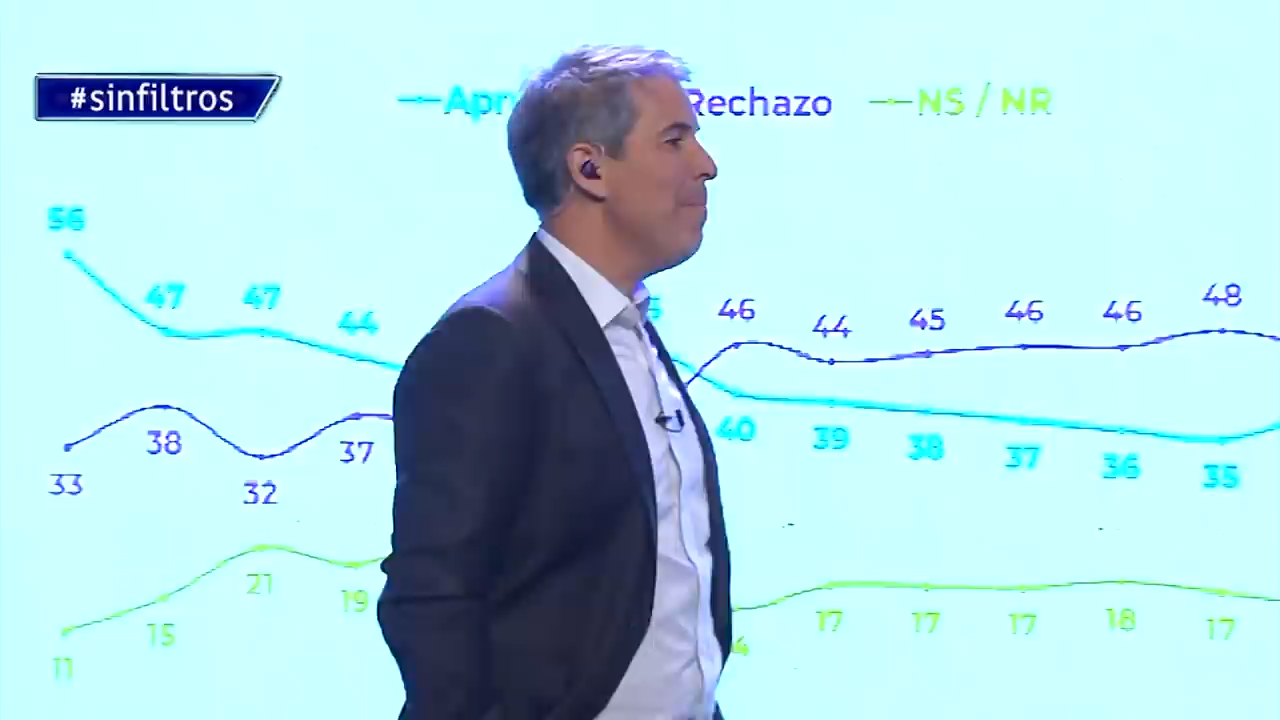 #sinfiltros
Rechazo NS / NR
56
47 47 44 46 44 45 46 46 48
40 39 38 37 36 35
33 38 32 37
11 15 21 19 17 17 17 18 17